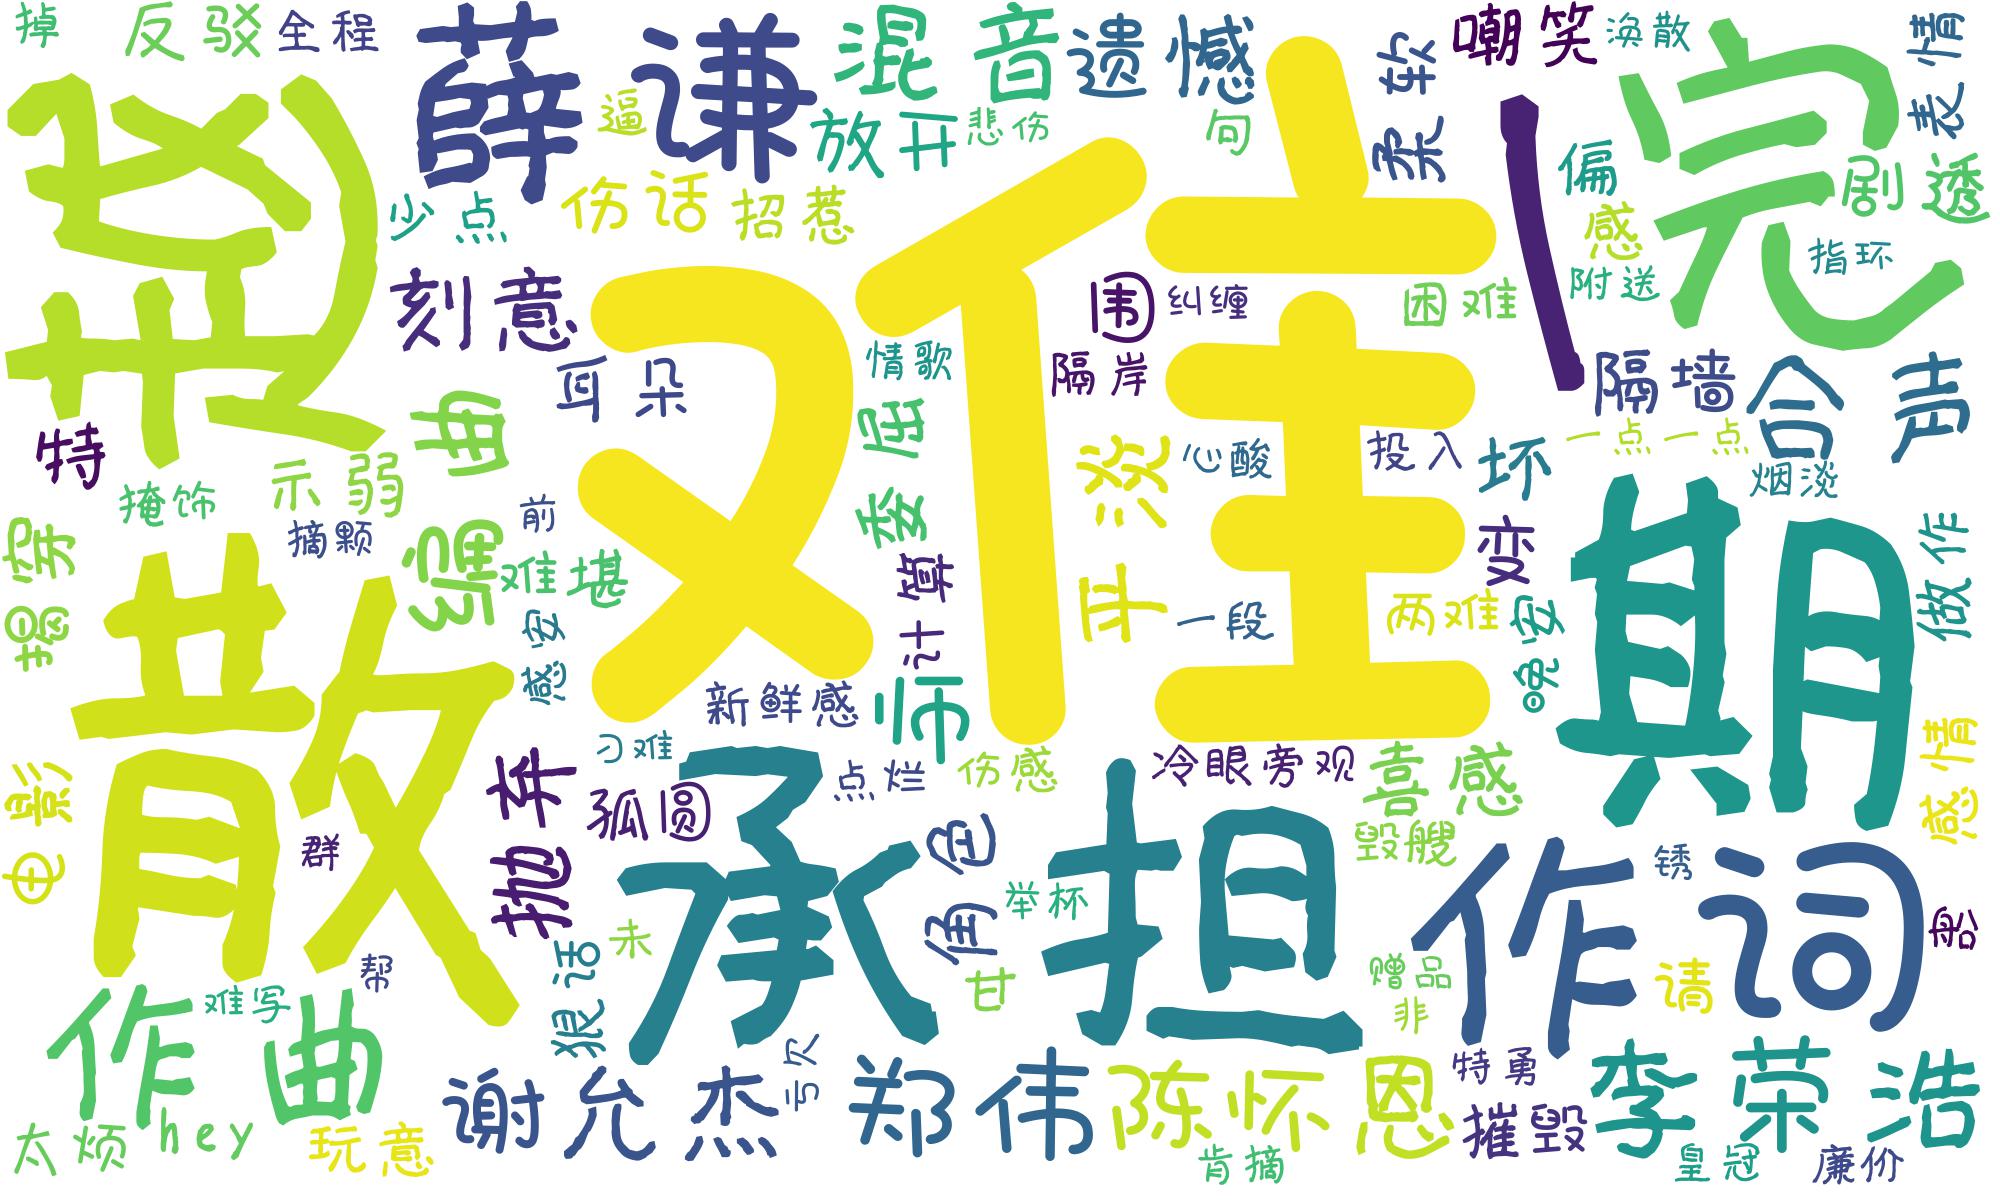 掉
反驳
全程
薛谦
逼
混音
遗憾
柔软
嘲笑
涣散
表情
放开
悲伤
句
偏
完
剧透
少点
伤话
招惹
感
附送
指环
刻意
难
围
纠缠
困难
耳朵
情歌
隔岸
隔墙
合声
特
曲
委屈
平淡
心酸
投入
坏
一点一点
烟淡
掩饰
示弱
摘颗
编
前
难堪
揭穿
散
感安
计算
一段
两难
变
晚安
期
做作
新鲜感
师
刁难
点烂
伤感
冷眼旁观
喜感
感情
电影
抛弃
孤圆
承担
毁艘
群
角色
举杯
作词
锈
未
狠话
甘
赠品
非
请
帮
难写
作曲
亏欠
谢允杰
郑伟
陈怀恩
特勇
李荣浩
太烦
hey
玩意
肯摘
摧毁
皇冠
廉价